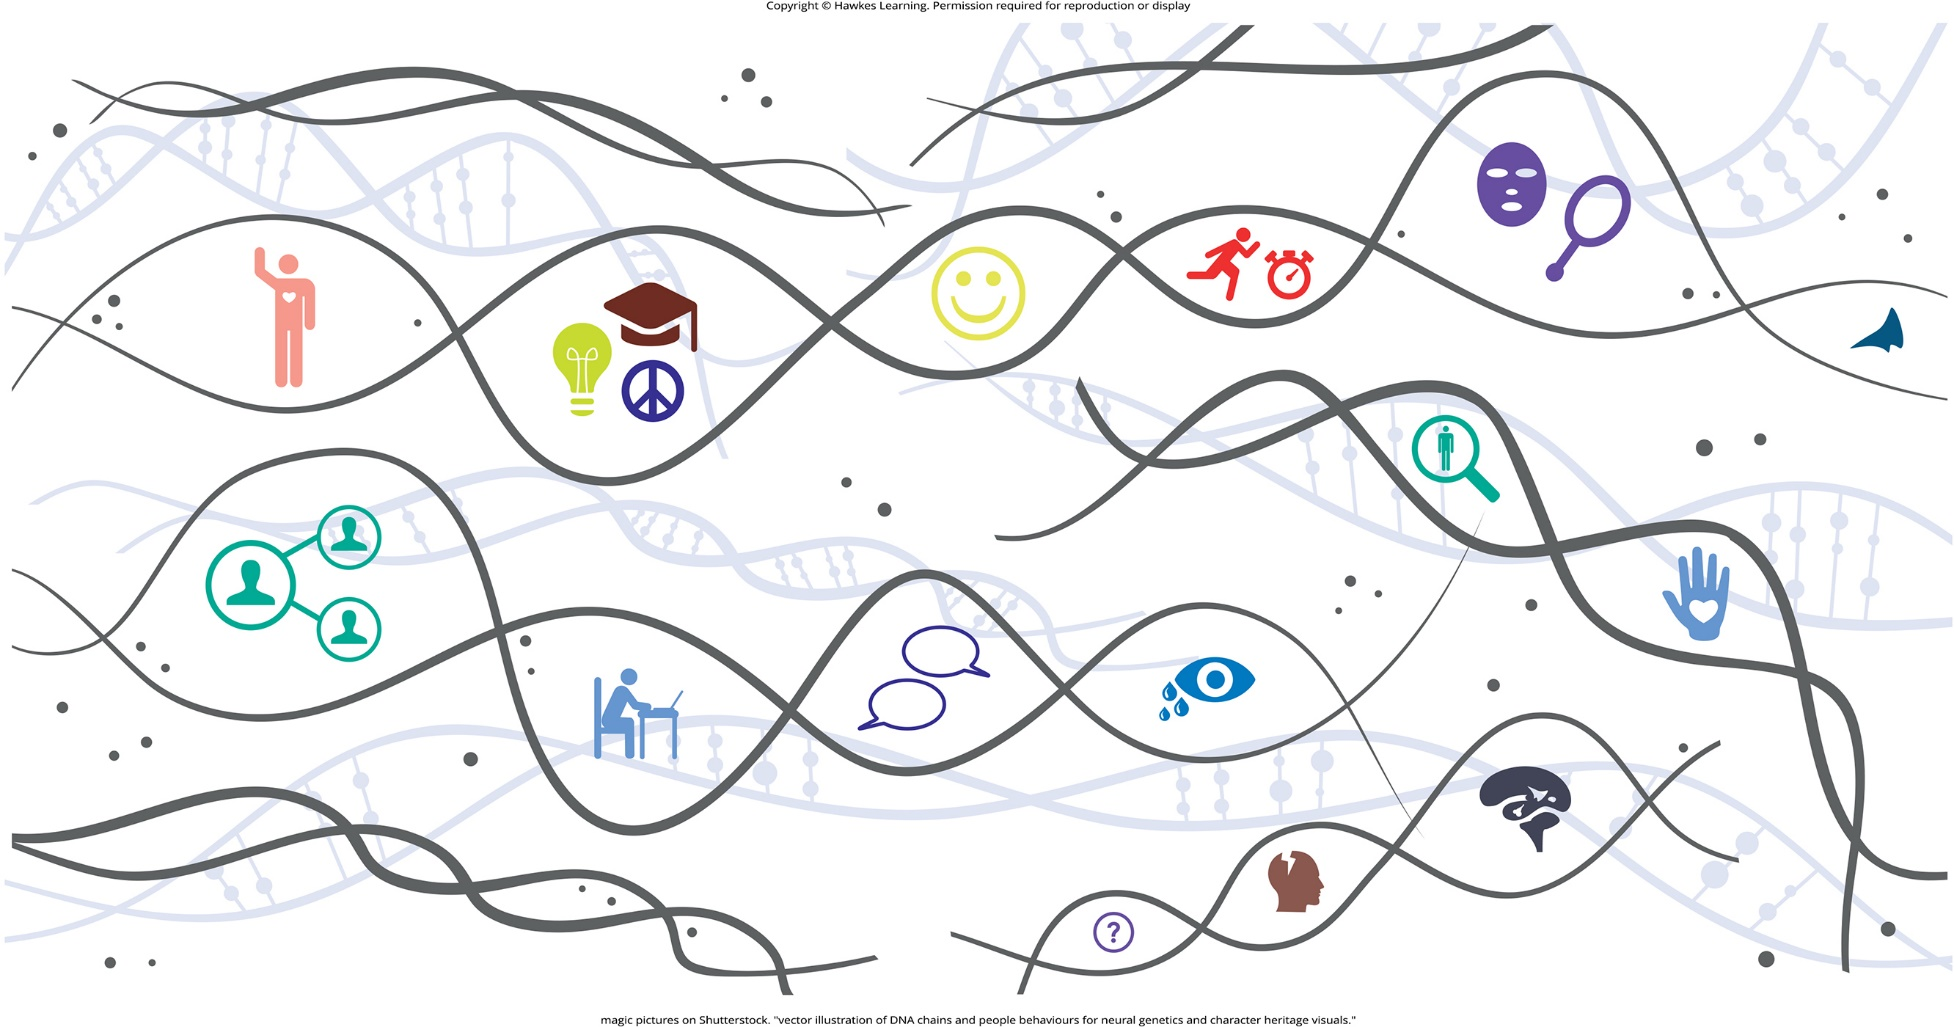 Copyright © Hawkes Learning. Permission required for reproduction or display
?
magic pictures on Shutterstock. "vector illustration of DNA chains and people behaviours for neural genetics and character heritage visuals."